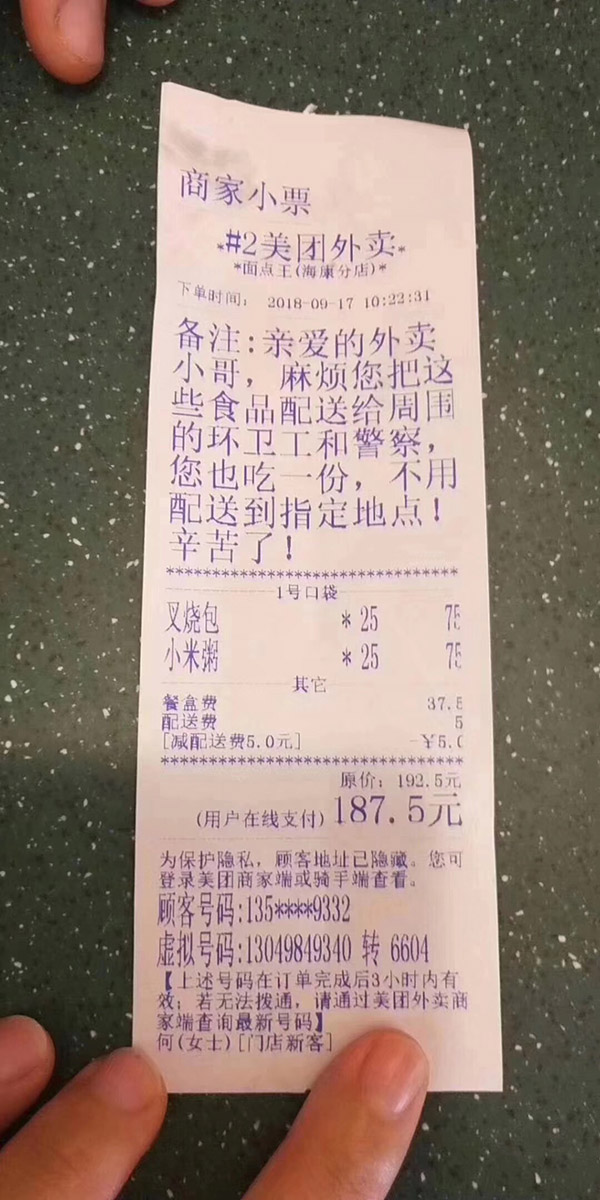 商家小票
*#2美团外卖*
*面点王(海康分店)*
下单时间： 2018-09-17 10:22:31
备注:亲爱的外卖
小哥，麻烦您把这
些食品配送给周围
的环卫工和警察，
您也吃一份，不用
配送到指定地点！
辛苦了！
********************************
1号口袋
叉烧包 * 25 75
小米粥 * 25 75
其它
餐盒费 37.5
配送费 5
[减配送费5.0元] -￥5.0
********************************
原价：192.5元
(用户在线支付)187.5元
为保护隐私，顾客地址已隐藏。您可
登录美团商家端或骑手端查看。
顾客号码:135****9332
虚拟号码:13049849340 转 6604
【上述号码在订单完成后3小时内有
效；若无法拨通，请通过美团外卖商
家端查询最新号码】
何(女士)[门店新客]